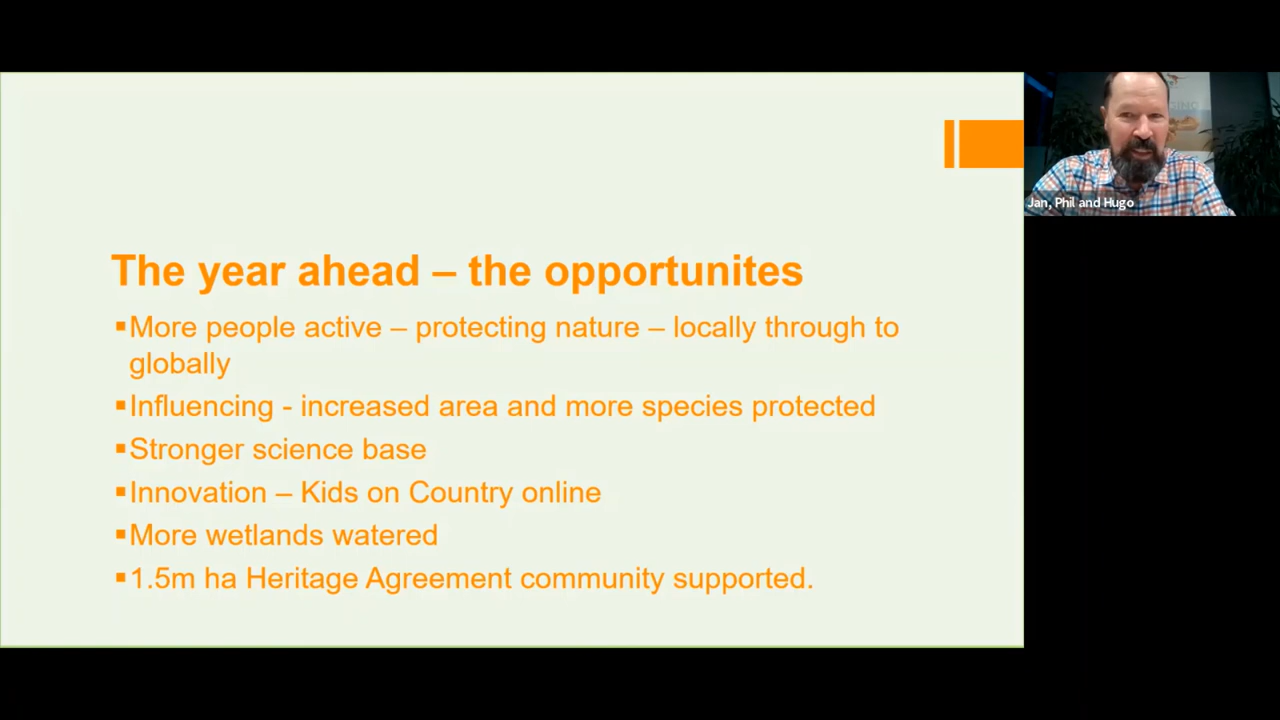 The year ahead – the opportunites
▪More people active – protecting nature – locally through to
globally
▪Influencing - increased area and more species protected
▪Stronger science base
▪Innovation – Kids on Country online
▪More wetlands watered
▪1.5m ha Heritage Agreement community supported.
Jan, Phil and Hugo